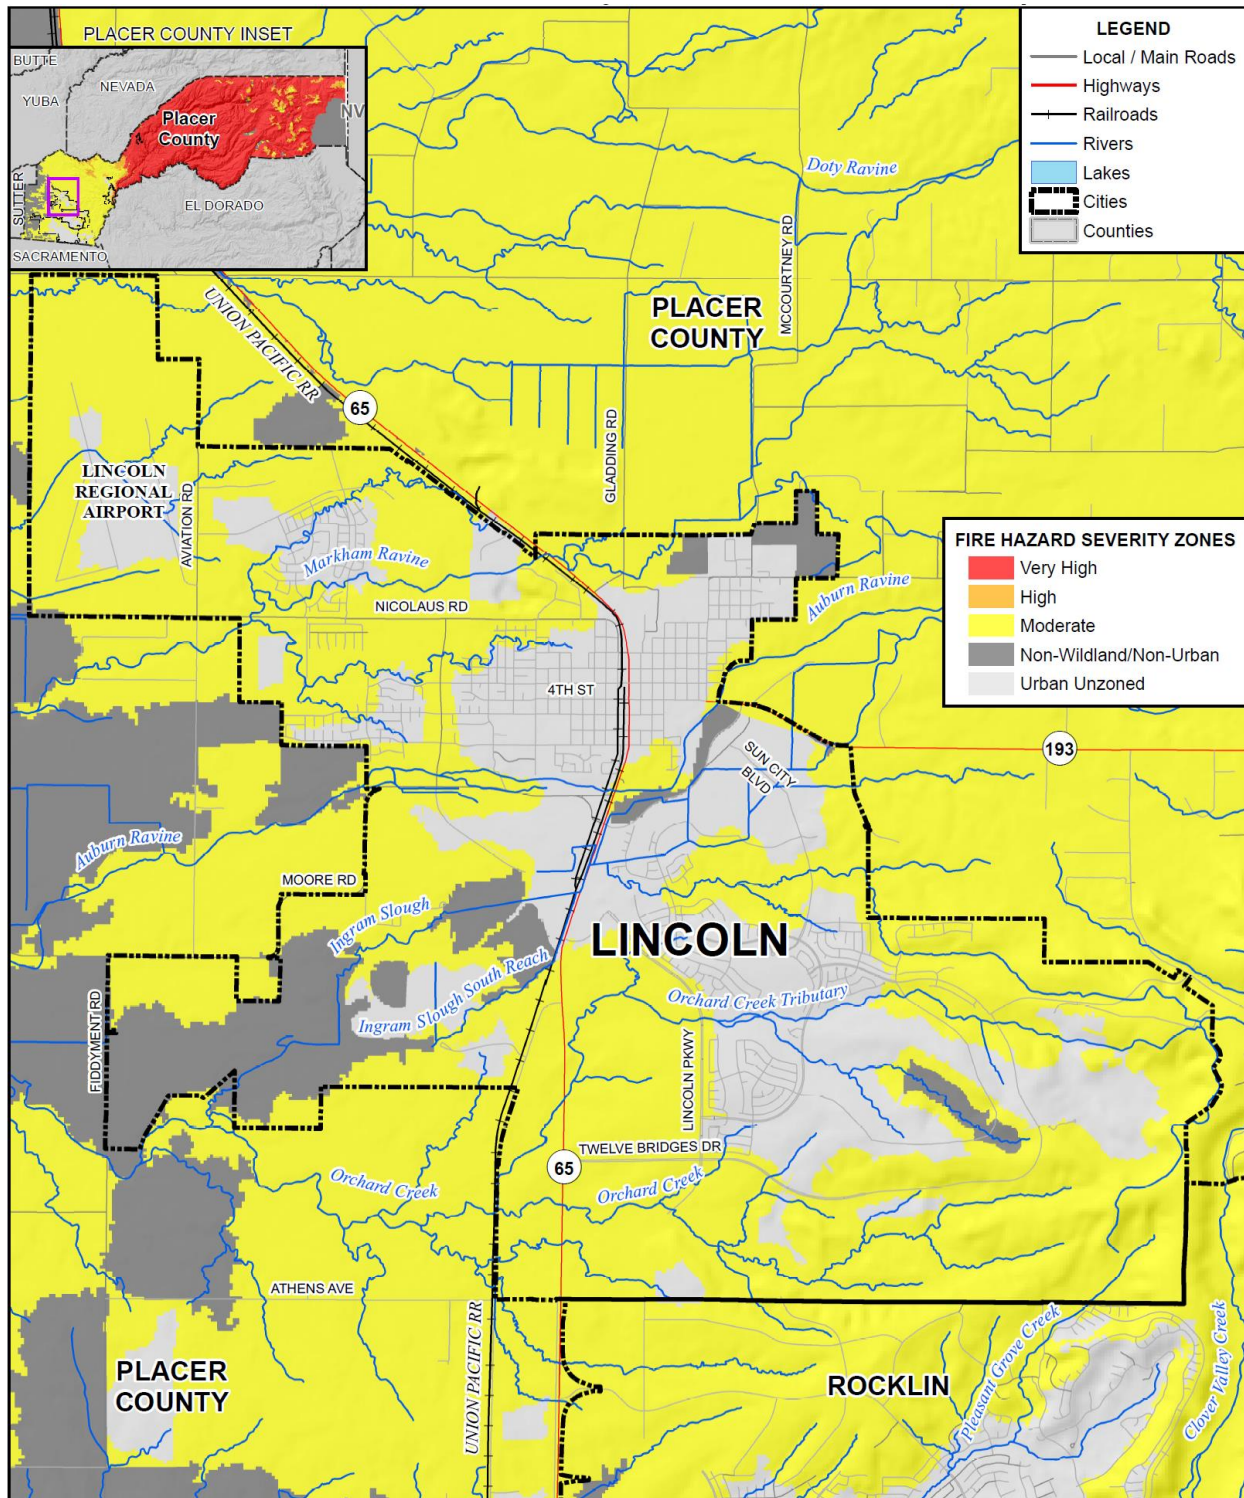 PLACER COUNTY INSET
BUTTE
YUBA
NEVADA
Placer
County
NV
SUTTER
EL DORADO
SACRAMENTO
LEGEND
Local / Main Roads
Highways
Railroads
Rivers
Lakes
Cities
Counties
Doty Ravine
MCCOURTNEY RD
PLACER
COUNTY
UNION PACIFIC RR
65
GLADDING RD
LINCOLN
REGIONAL
AIRPORT
AVIATION RD
Markham Ravine
NICOLAUS RD
Auburn Ravine
FIRE HAZARD SEVERITY ZONES
Very High
High
Moderate
Non-Wildland/Non-Urban
Urban Unzoned
4TH ST
SUN CITY
BLVD
193
Auburn Ravine
MOORE RD
Ingram Slough
LINCOLN
Ingram Slough South Reach
Orchard Creek Tributary
FIDDYMENT RD
LINCOLN PKWY
TWELVE BRIDGES DR
65
Orchard Creek
Orchard Creek
ATHENS AVE
UNION PACIFIC RR
PLACER
COUNTY
ROCKLIN
Pleasant Grove Creek
Clover Valley Creek